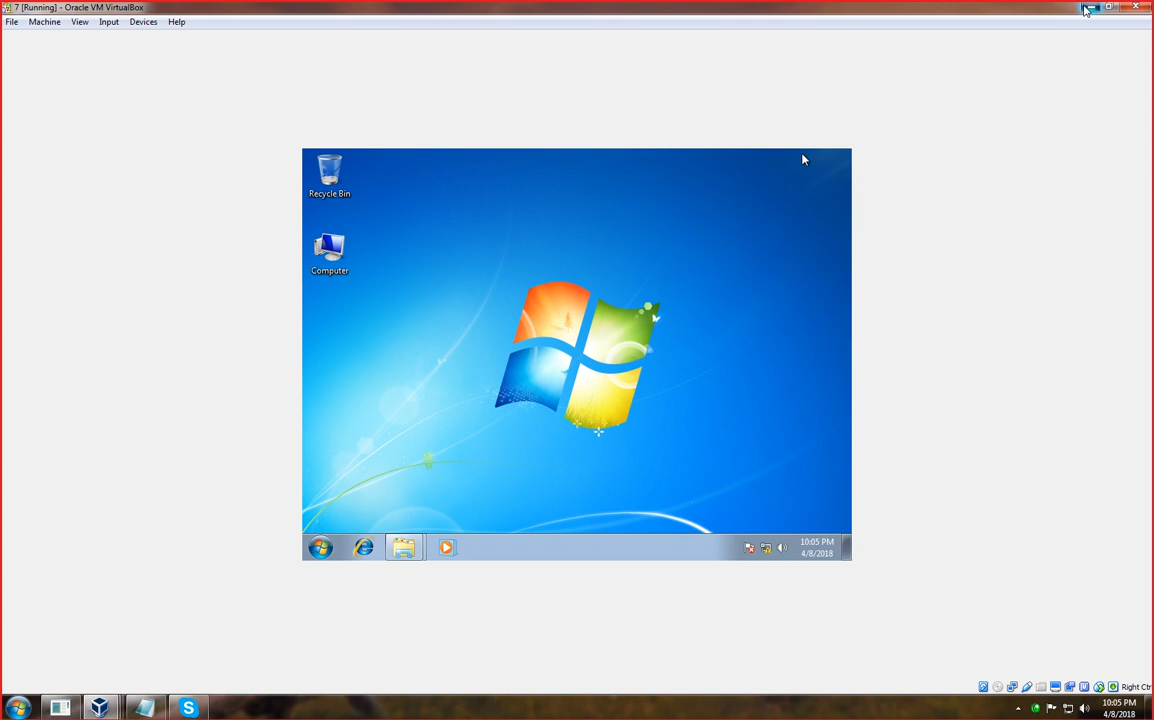 7 [Running] - Oracle VM VirtualBox
File Machine View Input Devices Help
Recycle Bin
Computer
10:05 PM
4/8/2018
Right Ctr
10:05 PM
4/8/2018